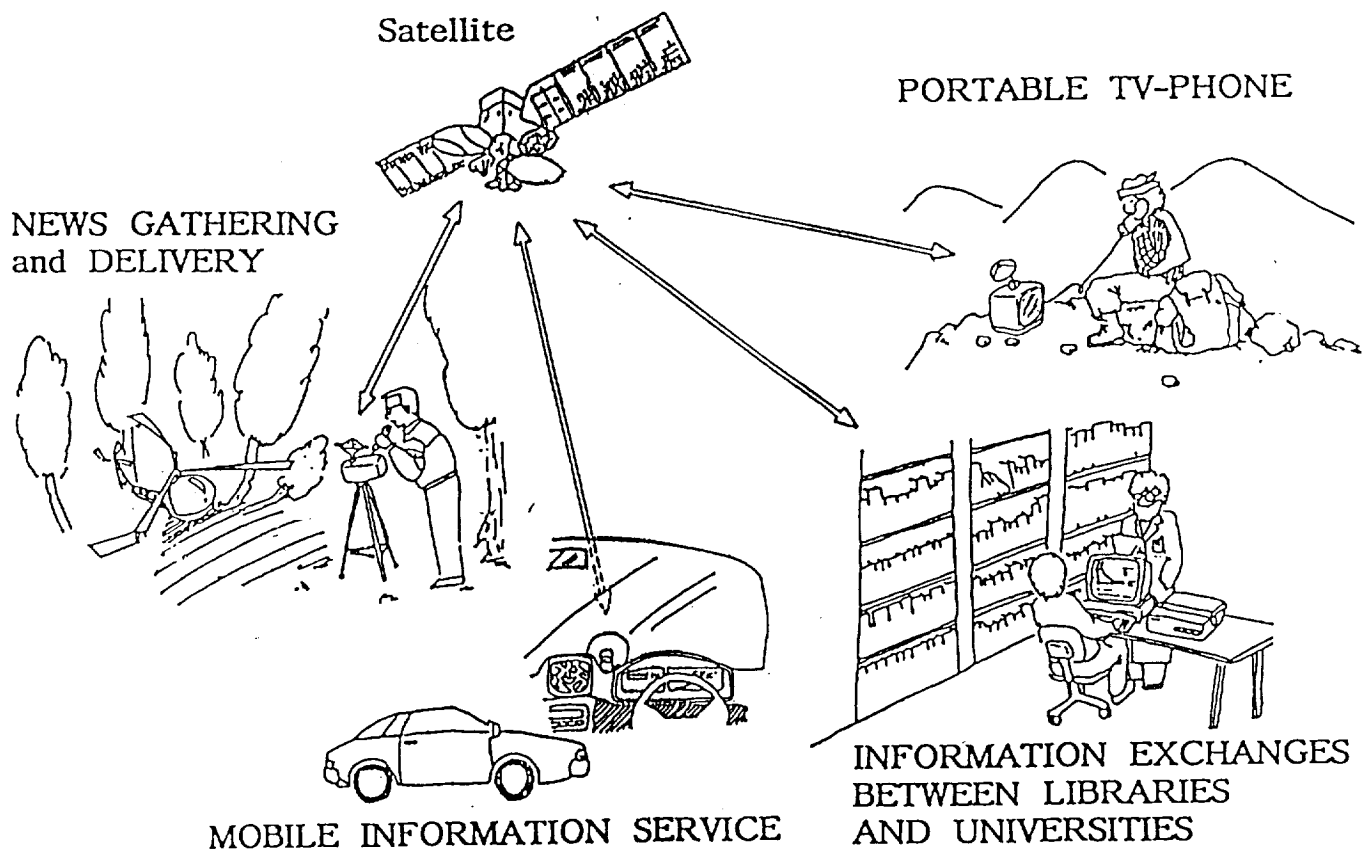 Satellite
PORTABLE TV-PHONE
NEWS GATHERING
and DELIVERY
MOBILE INFORMATION SERVICE
INFORMATION EXCHANGES
BETWEEN LIBRARIES
AND UNIVERSITIES